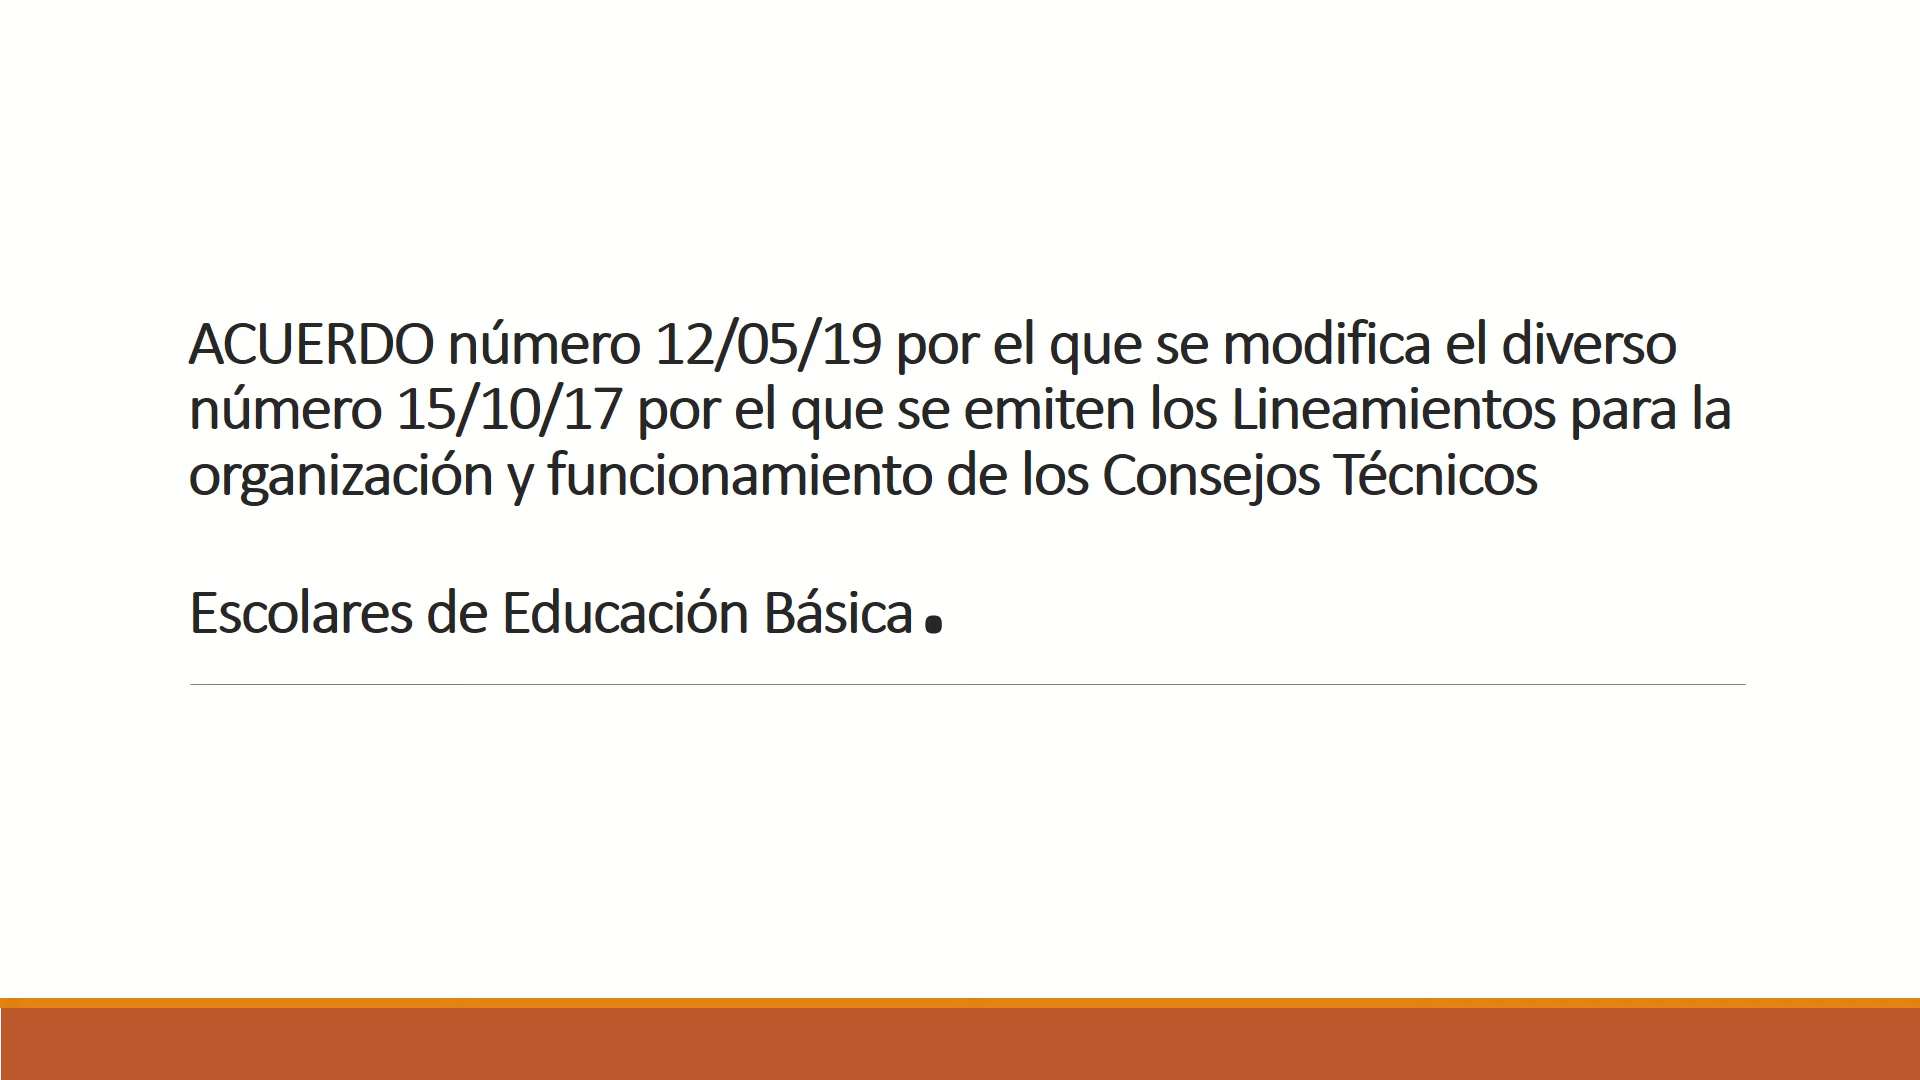 ACUERDO número 12/05/19 por el que se modifica el diverso
número 15/10/17 por el que se emiten los Lineamientos para la
organización y funcionamiento de los Consejos Técnicos
Escolares de Educación Básica.